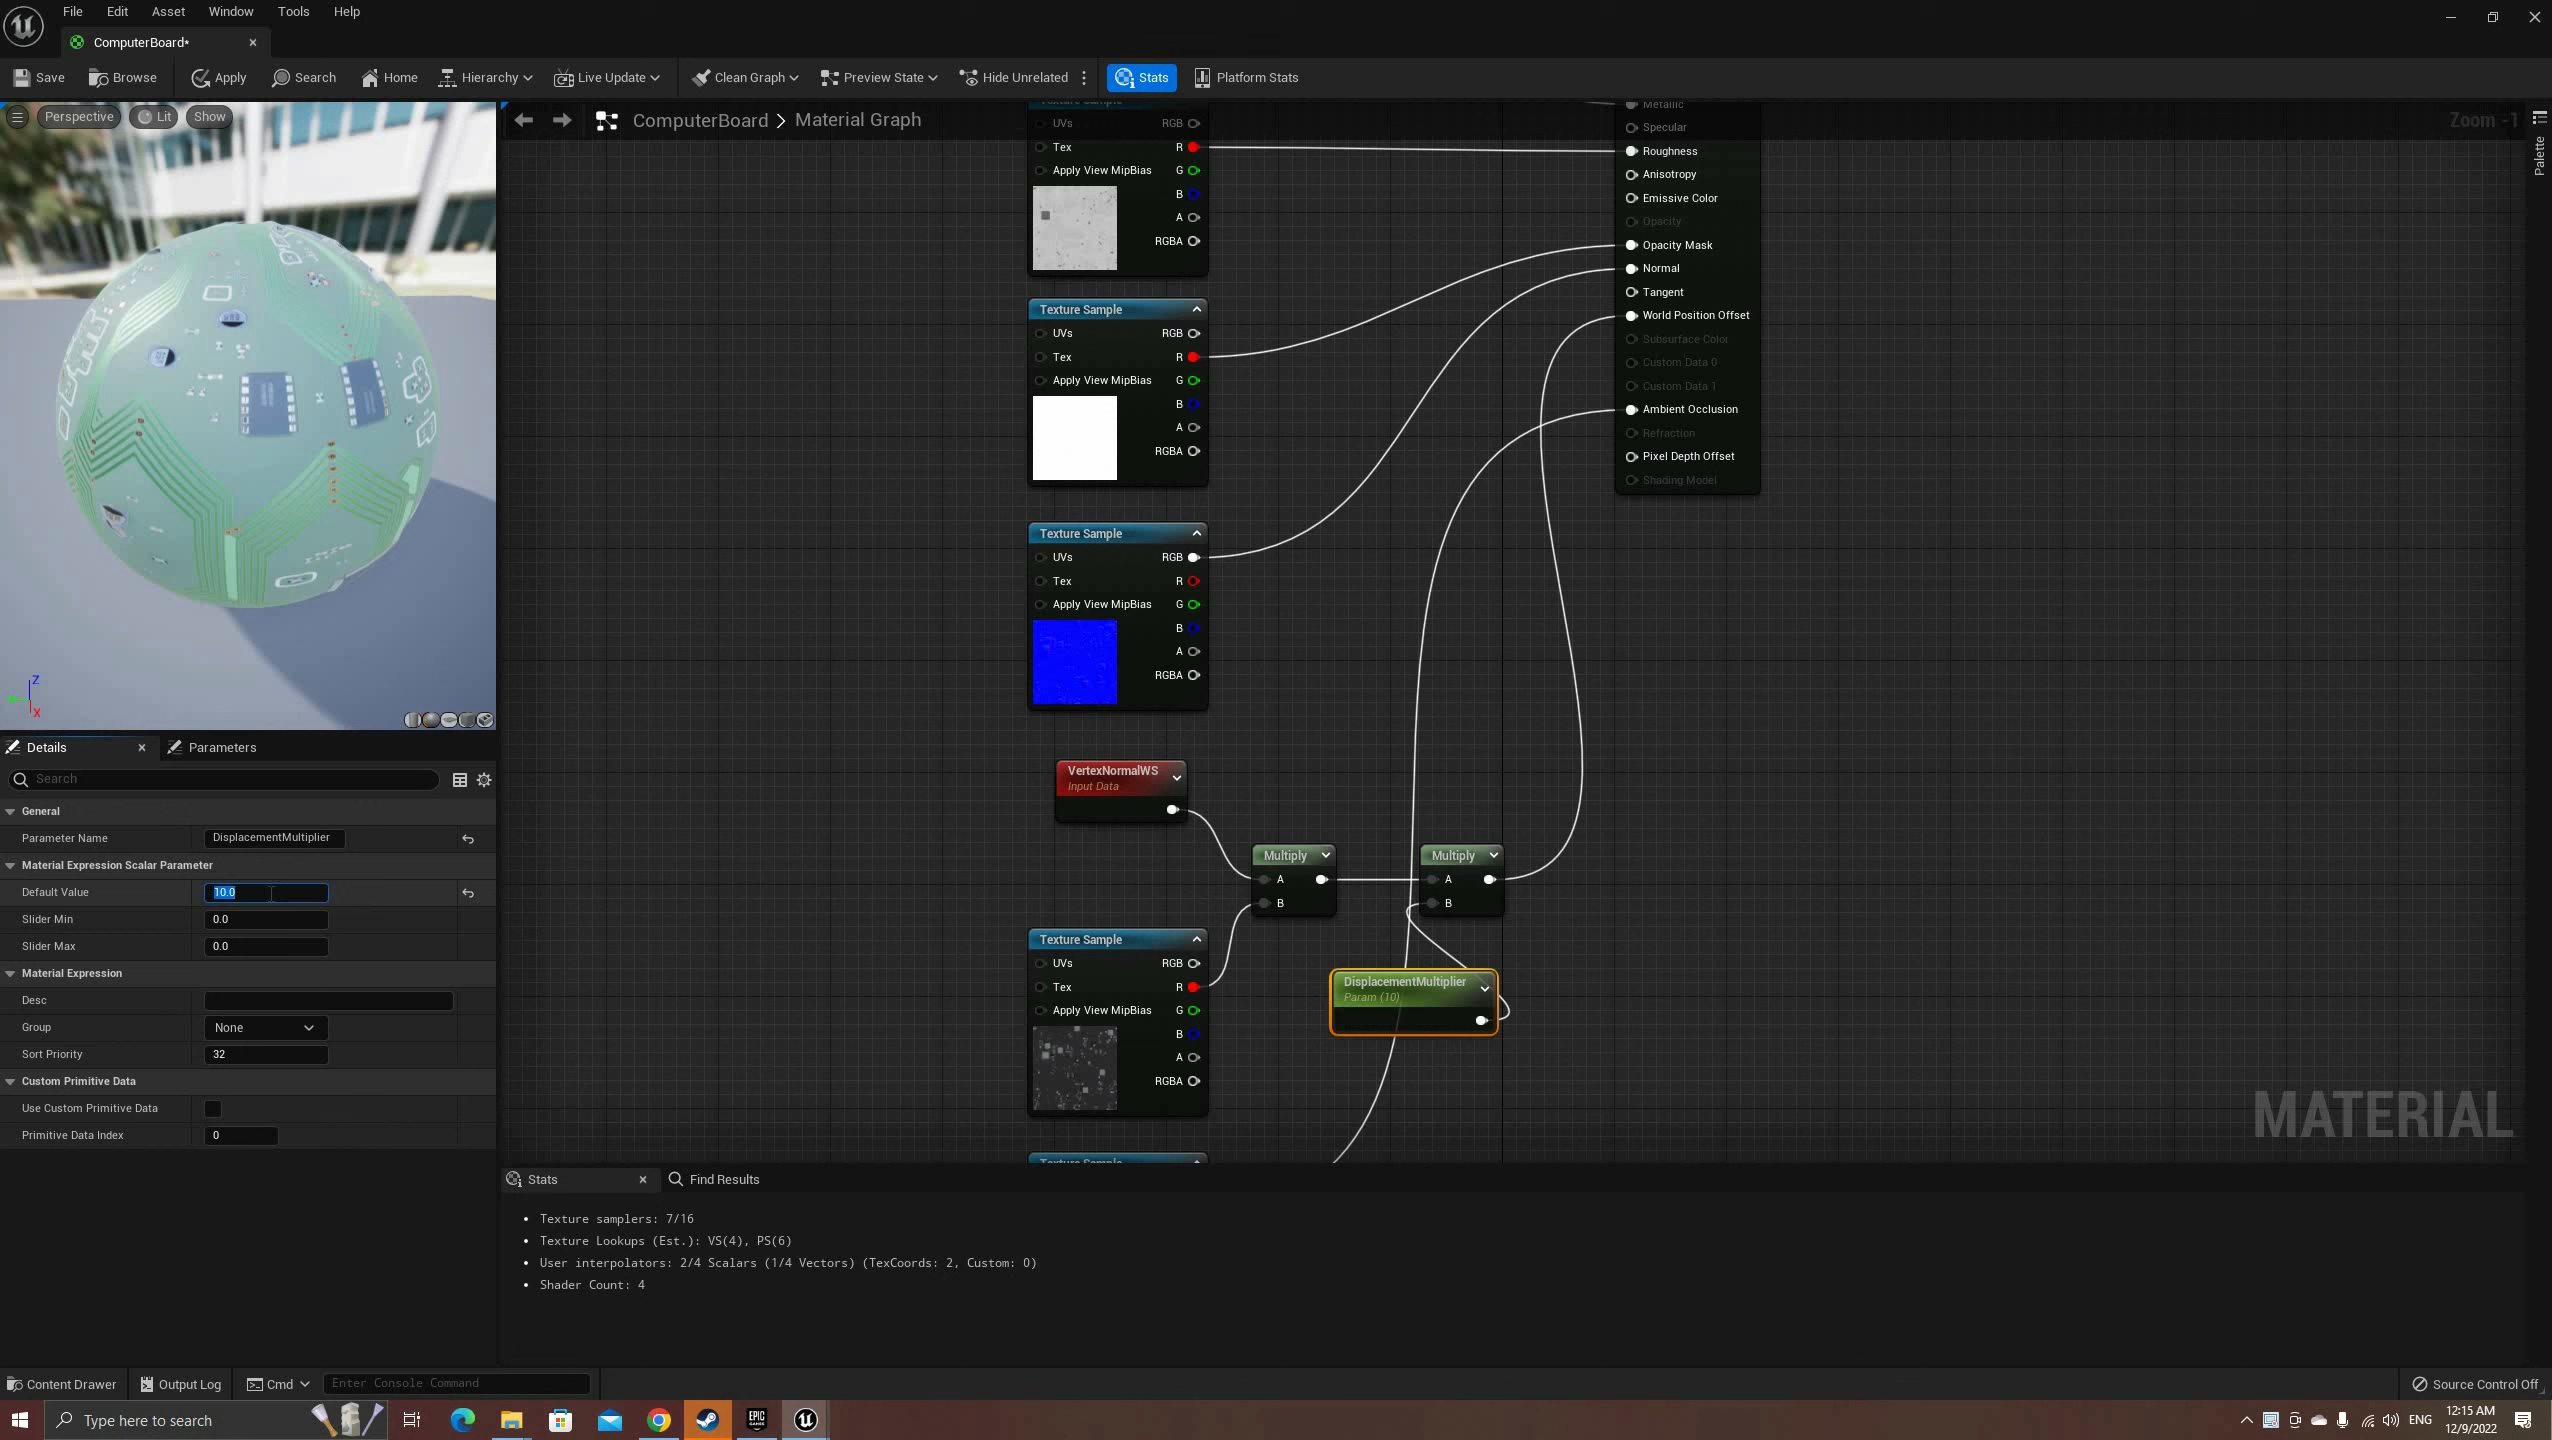 File Edit Asset Window Tools Help
ComputerBoard*
Save Browse Apply Search Home Hierarchy Live Update Clean Graph Preview State Hide Unrelated Stats Platform Stats
Perspective Lit Show
ComputerBoard > Material Graph
Zoom -1
Palette
Texture Sample
UVs RGB
Tex R
Apply View MipBias G
B
A
RGBA
Metallic
Specular
Roughness
Anisotropy
Emissive Color
Opacity
Opacity Mask
Normal
Tangent
World Position Offset
Subsurface Color
Custom Data 0
Custom Data 1
Ambient Occlusion
Refraction
Pixel Depth Offset
Shading Model
Texture Sample
UVs RGB
Tex R
Apply View MipBias G
B
A
RGBA
Texture Sample
UVs RGB
Tex R
Apply View MipBias G
B
A
RGBA
VertexNormalWS
Input Data
Multiply
A
B
Multiply
A
B
Texture Sample
UVs RGB
Tex R
Apply View MipBias G
B
A
RGBA
DisplacementMultiplier
Param (10)
Texture Sample
MATERIAL
Z
X
Details Parameters
Search
General
Parameter Name DisplacementMultiplier
Material Expression Scalar Parameter
Default Value 10.0
Slider Min 0.0
Slider Max 0.0
Material Expression
Desc
Group None
Sort Priority 32
Custom Primitive Data
Use Custom Primitive Data
Primitive Data Index 0
Stats Find Results
• Texture samplers: 7/16
• Texture Lookups (Est.): VS(4), PS(6)
• User interpolators: 2/4 Scalars (1/4 Vectors) (TexCoords: 2, Custom: 0)
• Shader Count: 4
Content Drawer Output Log Cmd Enter Console Command Source Control Off
Type here to search
EPIC
GAMES
ENG
12:15 AM
12/9/2022